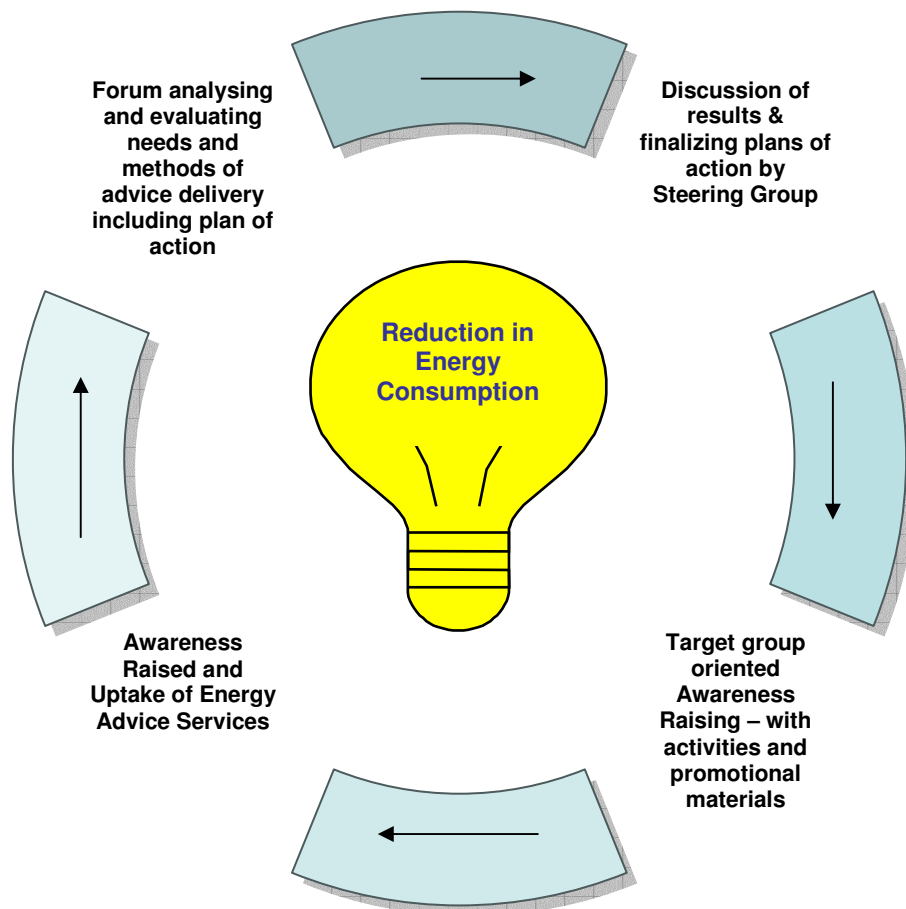 Forum analysing
and evaluating
needs and
methods of
advice delivery
including plan of
action
Discussion of
results &
finalizing plans of
action by
Steering Group
Reduction in
Energy
Consumption
Awareness
Raised and
Uptake of Energy
Advice Services
Target group
oriented
Awareness
Raising – with
activities and
promotional
materials